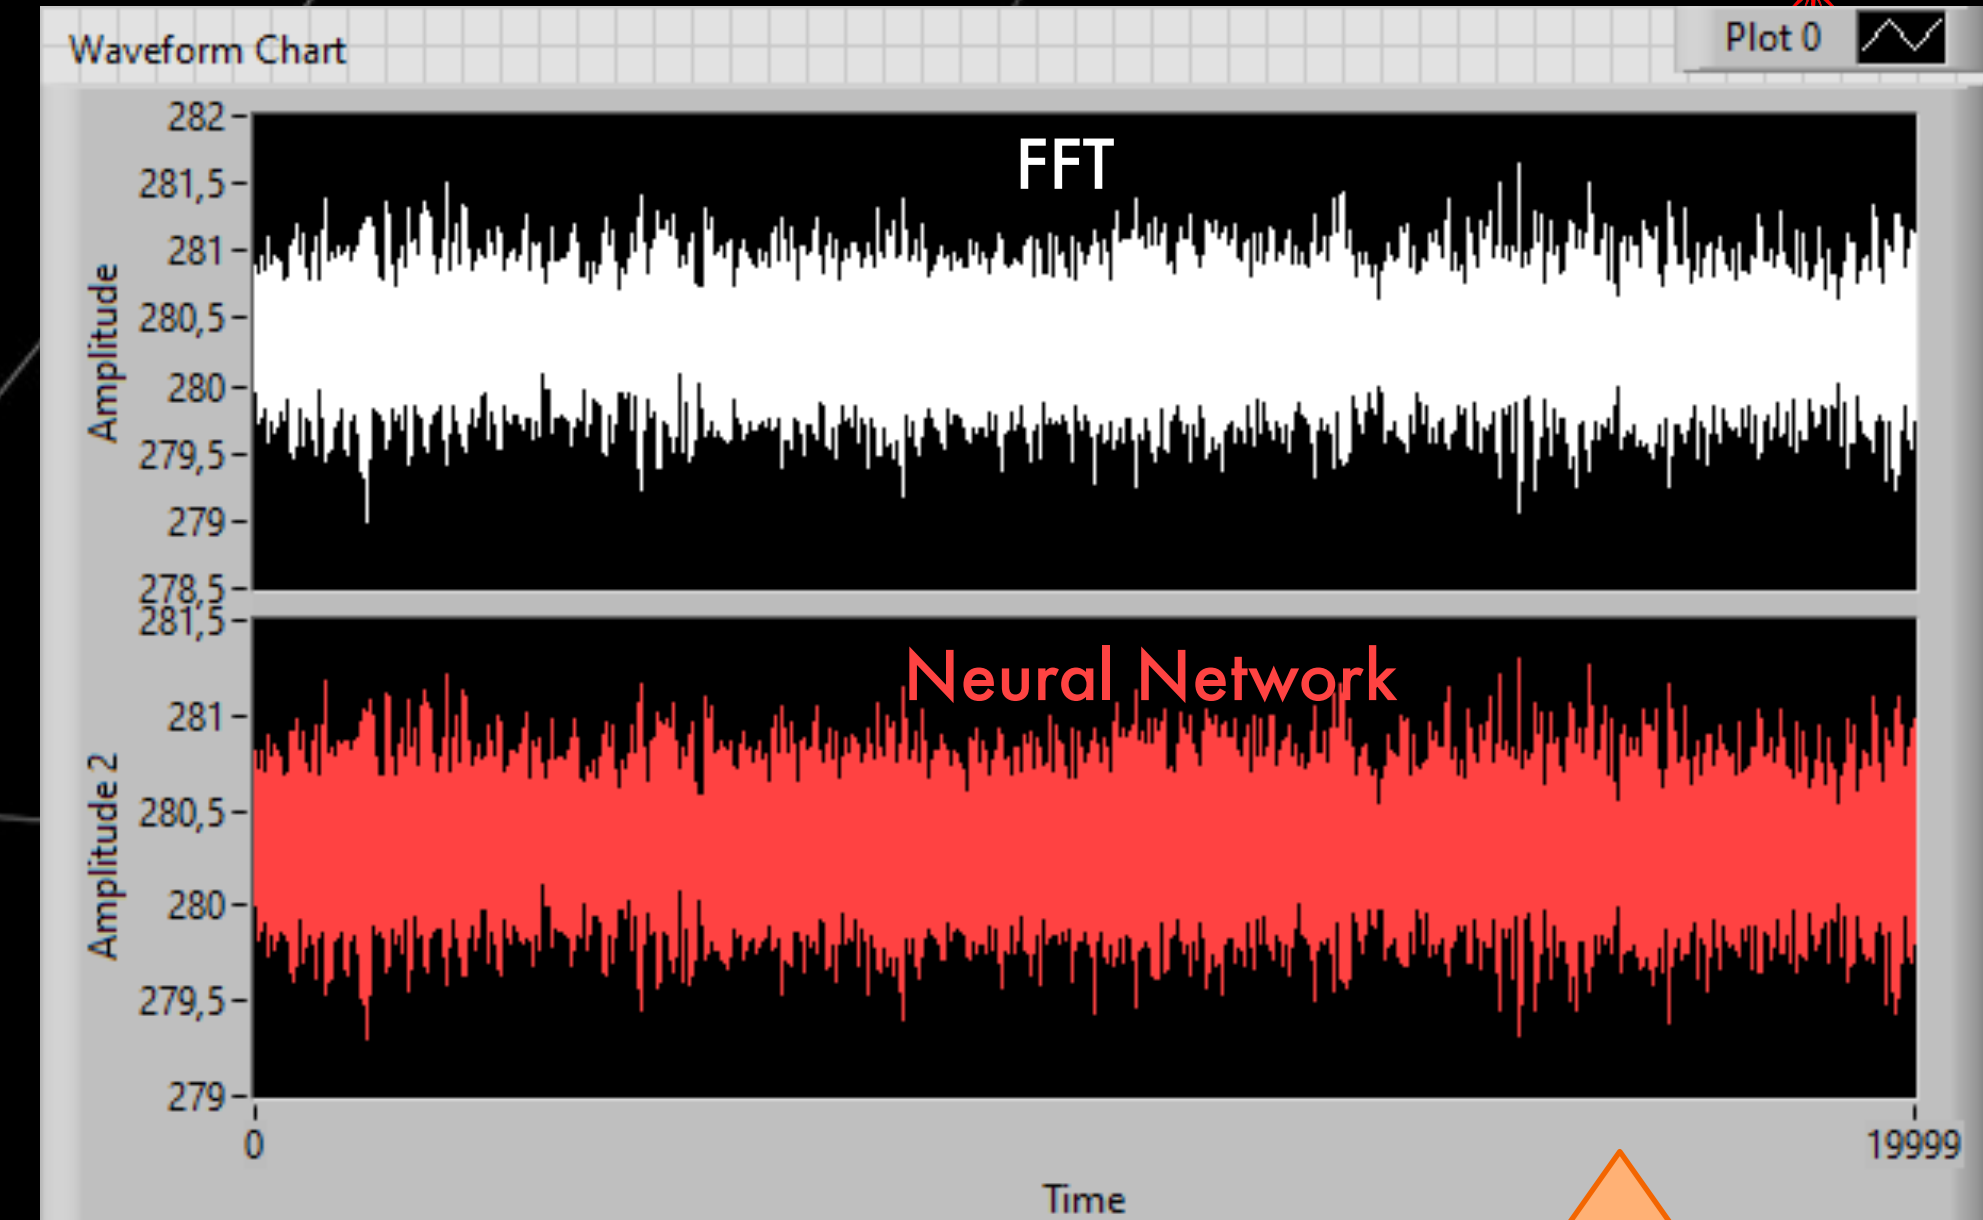 Waveform Chart
Plot 0
FFT
Amplitude
282
281,5
281
280,5
280
279,5
279
278,5
Neural Network
Amplitude 2
281,5
281
280,5
280
279,5
279
0
19999
Time